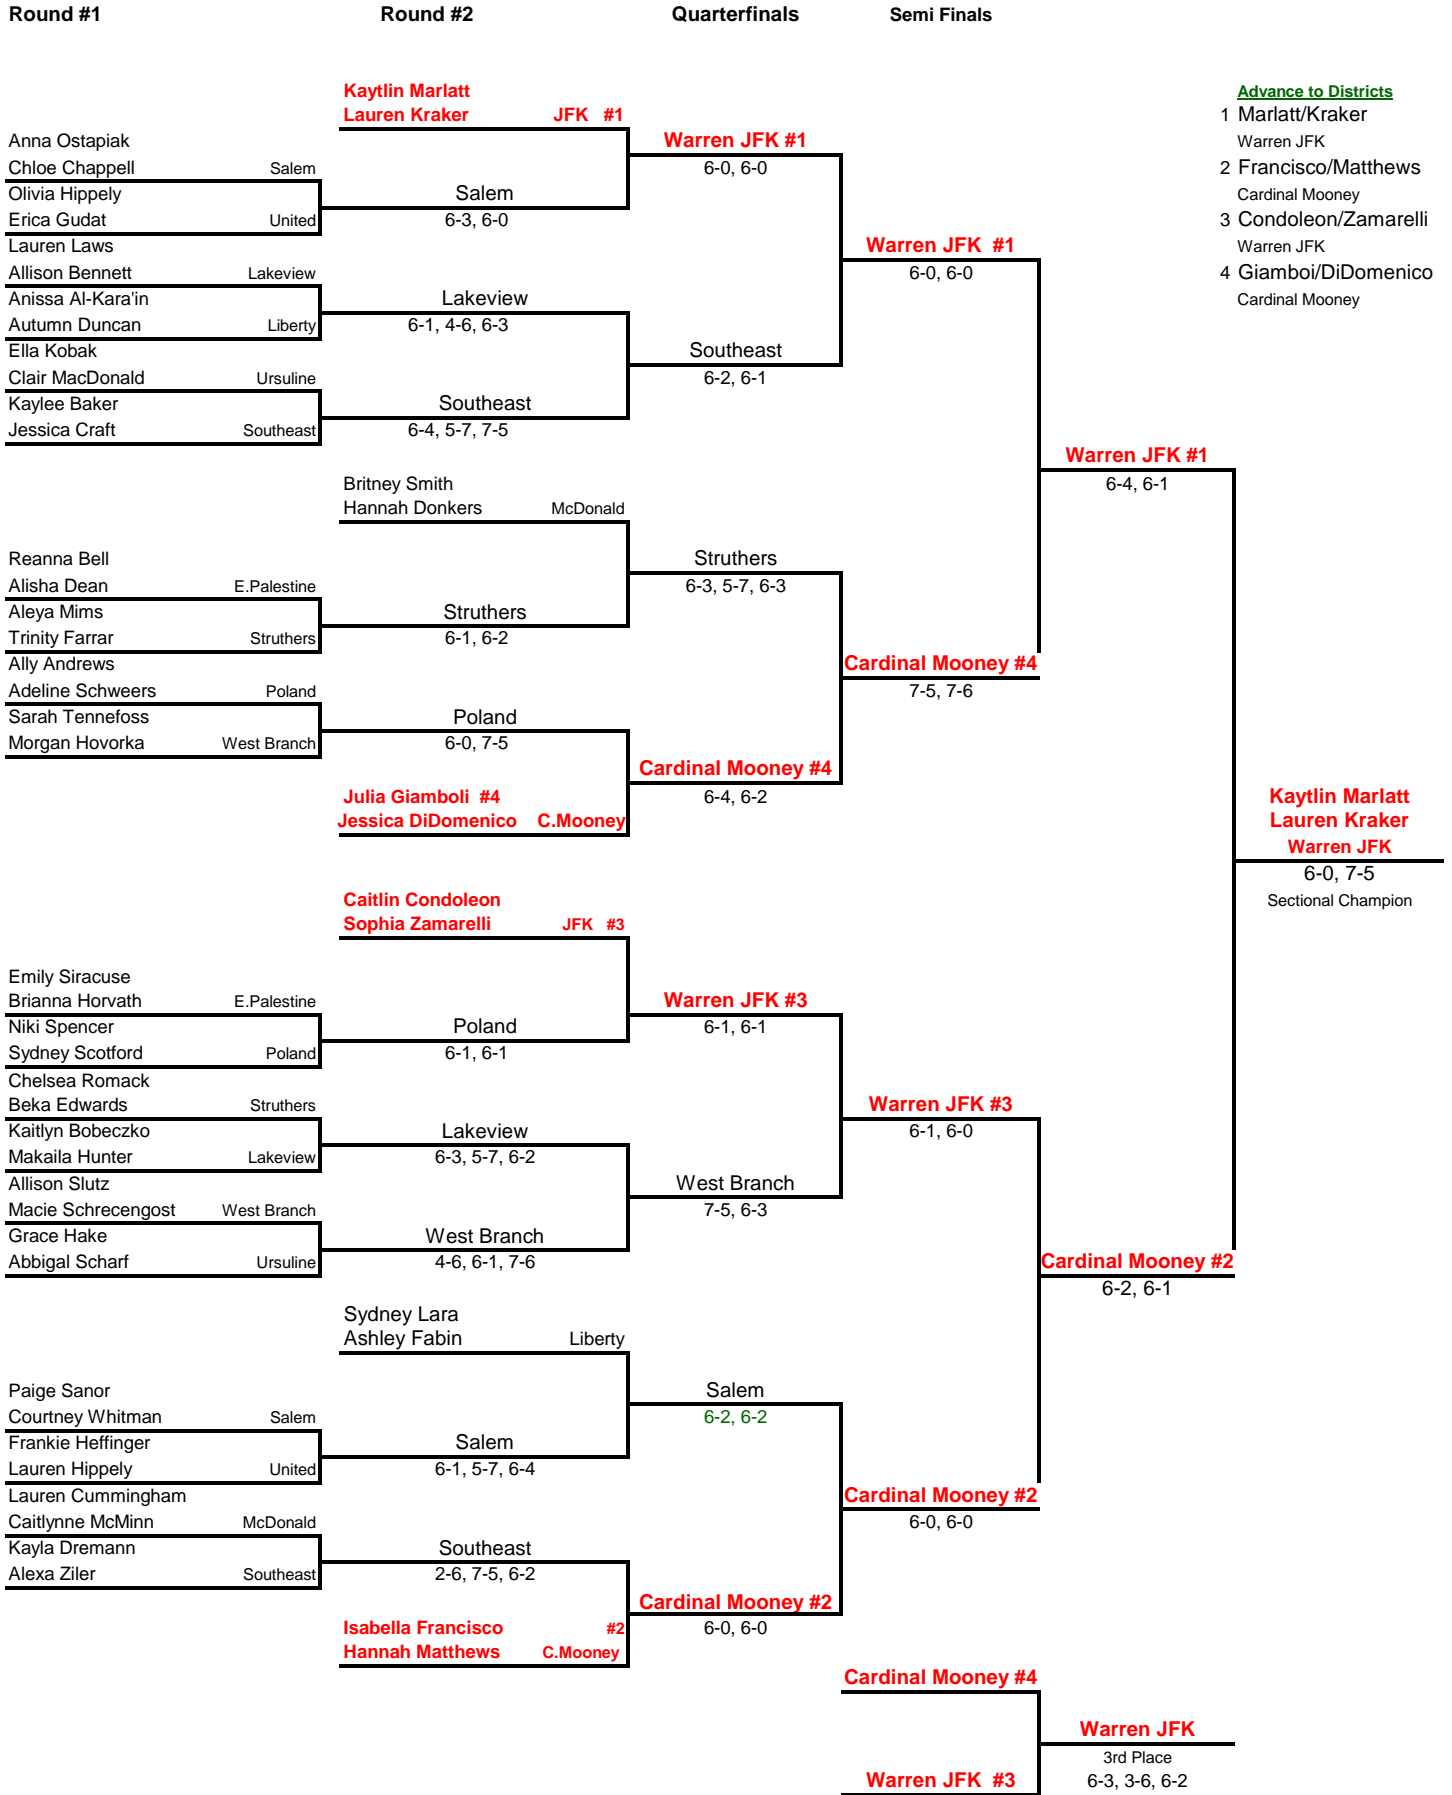 Round #1 Round #2 Quarterfinals Semi Finals
Kaytlin Marlatt
Lauren Kraker JFK #1
Advance to Districts
1 Marlatt/Kraker
Warren JFK
2 Francisco/Matthews
Cardinal Mooney
3 Condoleon/Zamarelli
Warren JFK
4 Giamboi/DiDomenico
Cardinal Mooney
Anna Ostapiak
Chloe Chappell Salem
Olivia Hippely
Erica Gudat United
Lauren Laws
Allison Bennett Lakeview
Anissa Al-Kara'in
Autumn Duncan Liberty
Ella Kobak
Clair MacDonald Ursuline
Kaylee Baker
Jessica Craft Southeast
Salem
6-3, 6-0
Lakeview
6-1, 4-6, 6-3
Southeast
6-4, 5-7, 7-5
Warren JFK #1
6-0, 6-0
Southeast
6-2, 6-1
Warren JFK #1
6-0, 6-0
Britney Smith
Hannah Donkers McDonald
Reanna Bell
Alisha Dean E.Palestine
Aleya Mims
Trinity Farrar Struthers
Ally Andrews
Adeline Schweers Poland
Sarah Tennefoss
Morgan Hovorka West Branch
Struthers
6-1, 6-2
Poland
6-0, 7-5
Julia Giamboli #4
Jessica DiDomenico C.Mooney
Struthers
6-3, 5-7, 6-3
Cardinal Mooney #4
6-4, 6-2
Cardinal Mooney #4
7-5, 7-6
Warren JFK #1
6-4, 6-1
Kaytlin Marlatt
Lauren Kraker
Warren JFK
6-0, 7-5
Sectional Champion
Caitlin Condoleon
Sophia Zamarelli JFK #3
Emily Siracuse
Brianna Horvath E.Palestine
Niki Spencer
Sydney Scotford Poland
Chelsea Romack
Beka Edwards Struthers
Kaitlyn Bobeczko
Makaila Hunter Lakeview
Allison Slutz
Macie Schrecengost West Branch
Grace Hake
Abbigal Scharf Ursuline
Poland
6-1, 6-1
Lakeview
6-3, 5-7, 6-2
West Branch
4-6, 6-1, 7-6
Warren JFK #3
6-1, 6-1
West Branch
7-5, 6-3
Warren JFK #3
6-1, 6-0
Cardinal Mooney #2
6-2, 6-1
Sydney Lara
Ashley Fabin Liberty
Paige Sanor
Courtney Whitman Salem
Frankie Heffinger
Lauren Hippely United
Lauren Cummingham
Caitlynne McMinn McDonald
Kayla Dremann
Alexa Ziler Southeast
Salem
6-1, 5-7, 6-4
Southeast
2-6, 7-5, 6-2
Isabella Francisco #2
Hannah Matthews C.Mooney
Salem
6-2, 6-2
Cardinal Mooney #2
6-0, 6-0
Cardinal Mooney #2
6-0, 6-0
Cardinal Mooney #4
Warren JFK #3
Warren JFK
3rd Place
6-3, 3-6, 6-2